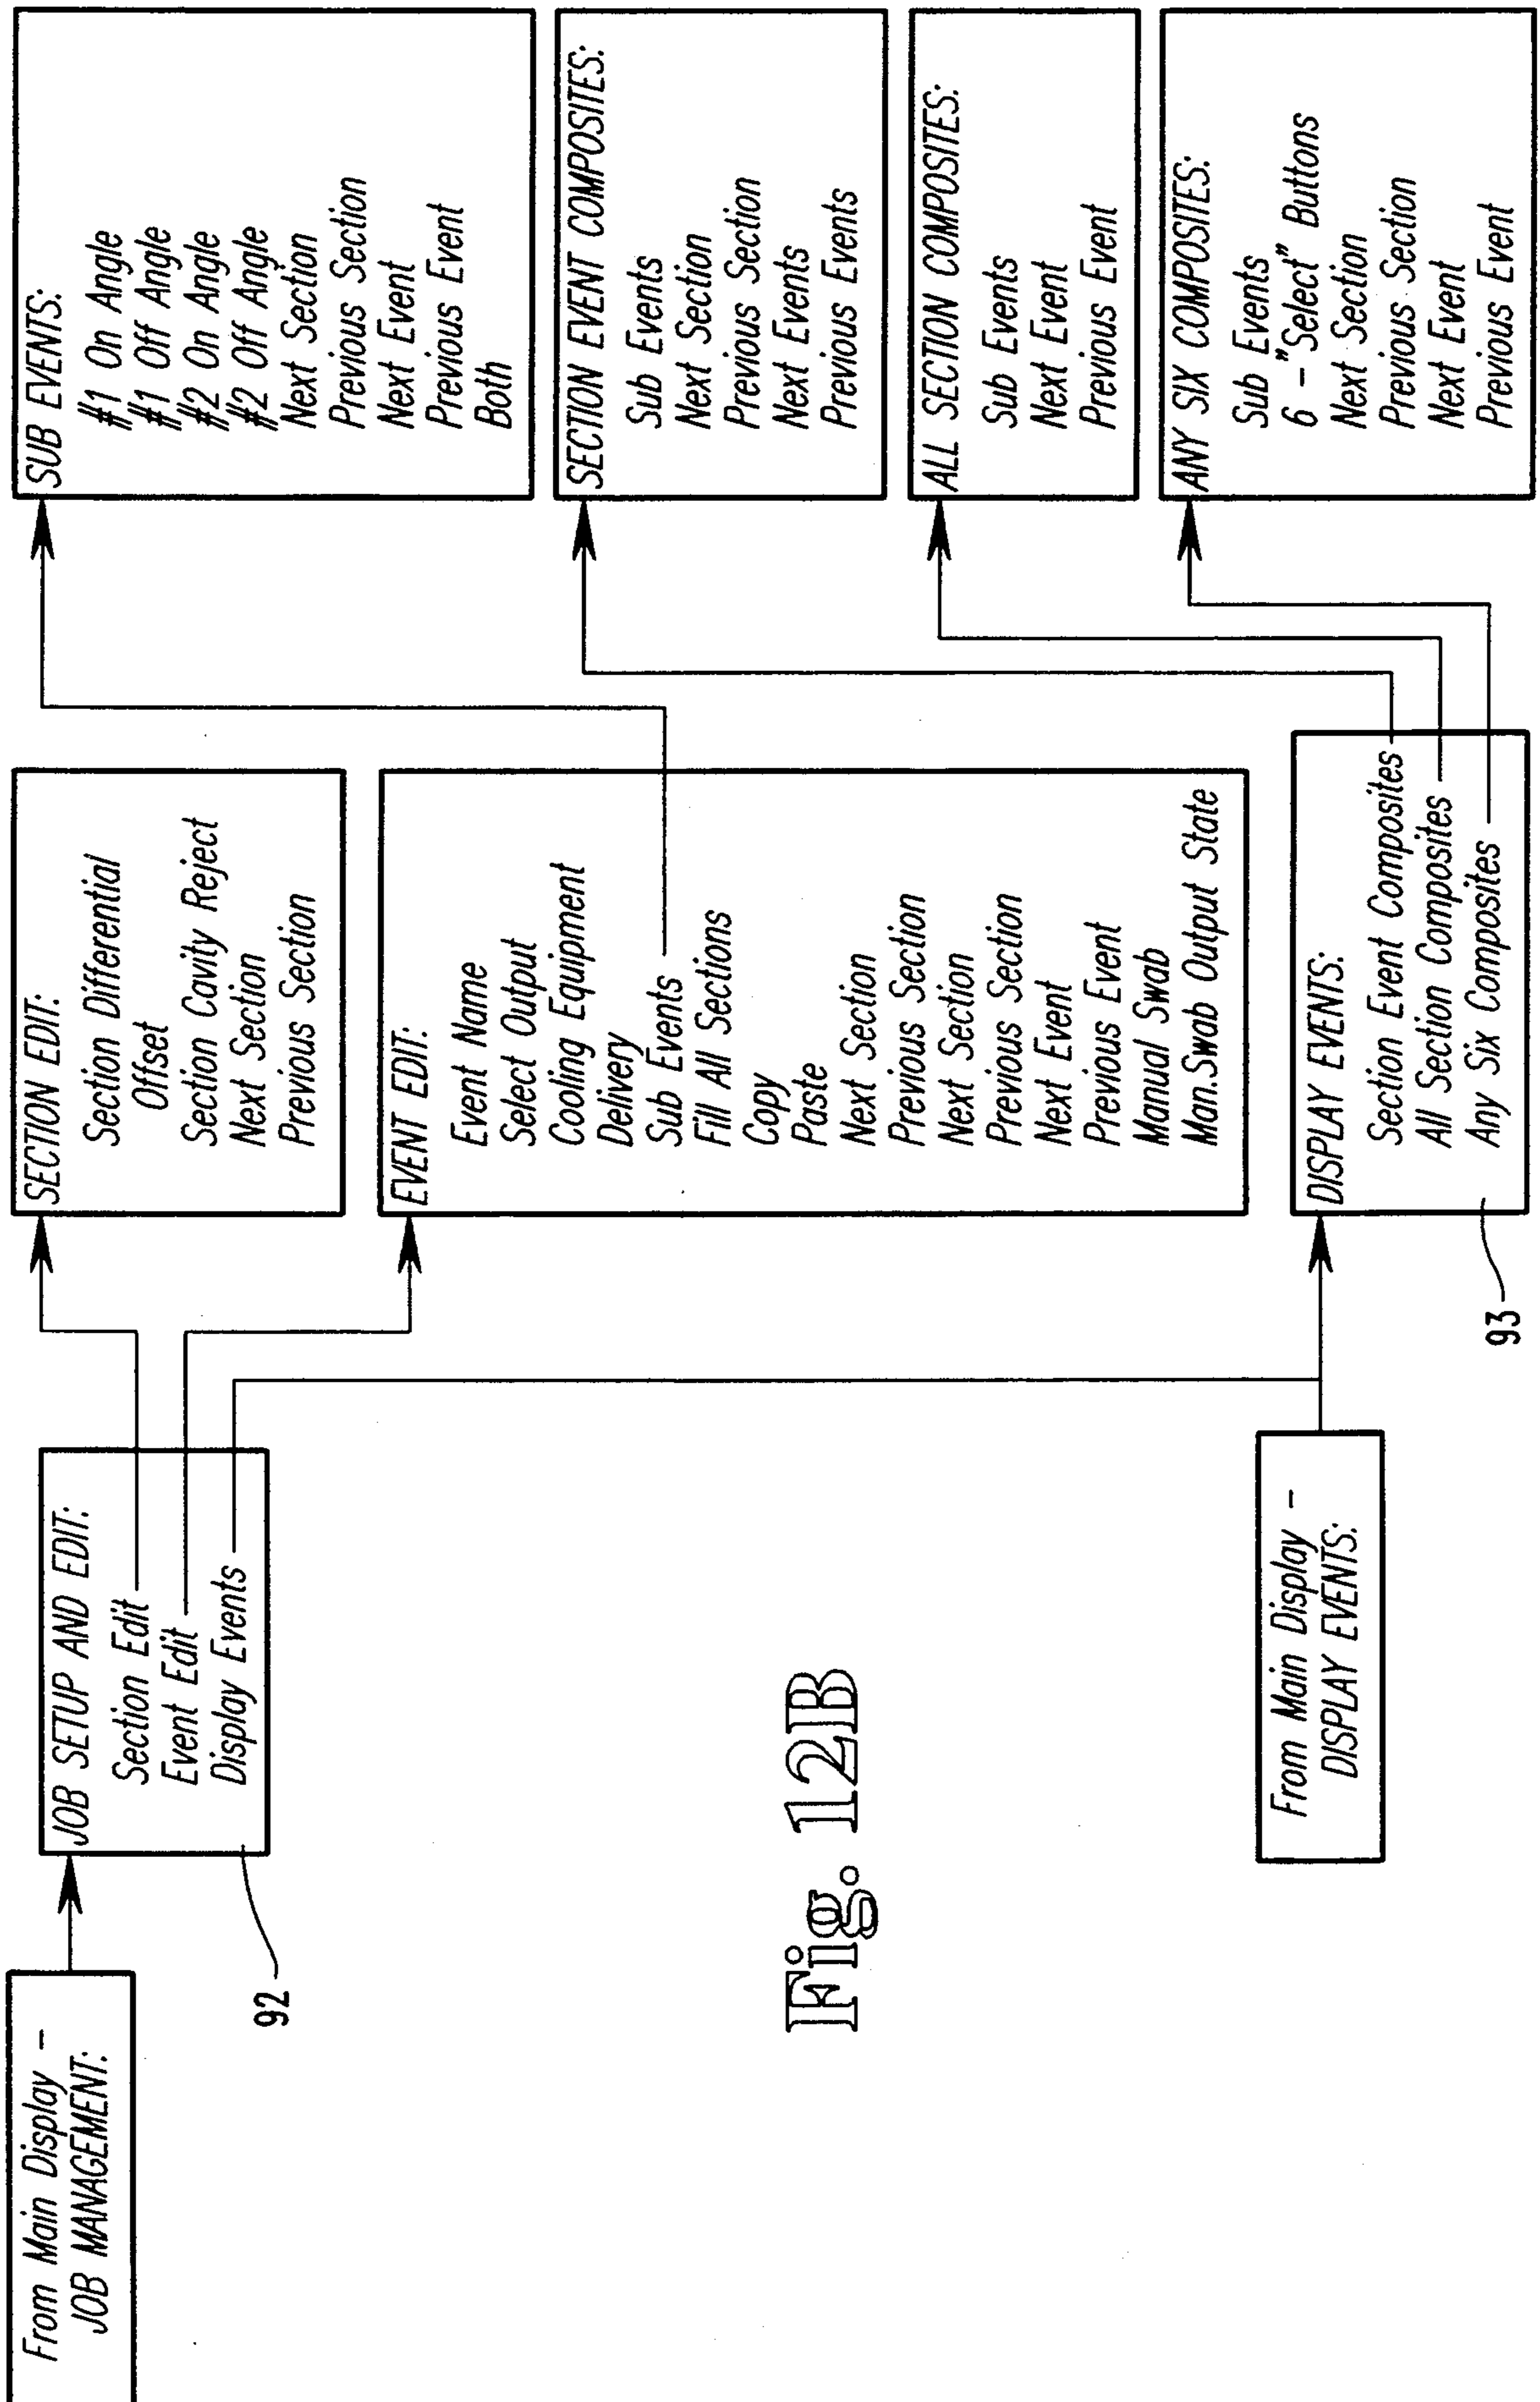 From Main Display -
JOB MANAGEMENT:
JOB SETUP AND EDIT:
Section Edit
Event Edit
Display Events
92
SECTION EDIT:
Section Differential
Offset
Section Cavity Reject
Next Section
Previous Section
EVENT EDIT:
Event Name
Select Output
Cooling Equipment
Delivery
Sub Events
Fill All Sections
Copy
Paste
Next Section
Previous Section
Next Section
Previous Section
Next Event
Previous Event
Manual Swab
Man.Swab Output State
From Main Display -
DISPLAY EVENTS:
DISPLAY EVENTS:
Section Event Composites
All Section Composites
Any Six Composites
93
SUB EVENTS:
#1 On Angle
#1 Off Angle
#2 On Angle
#2 Off Angle
Next Section
Previous Section
Next Event
Previous Event
Both
SECTION EVENT COMPOSITES:
Sub Events
Next Section
Previous Section
Next Events
Previous Events
ALL SECTION COMPOSITES:
Sub Events
Next Event
Previous Event
ANY SIX COMPOSITES:
Sub Events
6 - "Select" Buttons
Next Section
Previous Section
Next Event
Previous Event
Fig. 12B